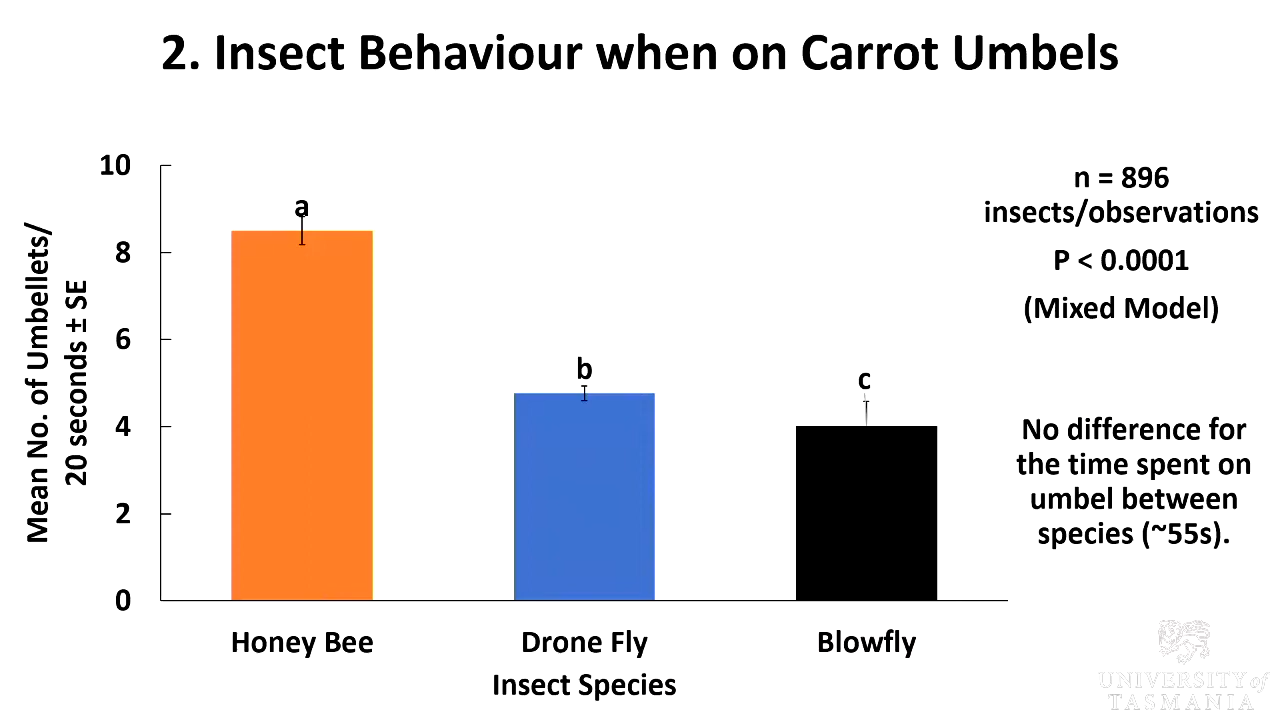 2. Insect Behaviour when on Carrot Umbels
Mean No. of Umbellets/
20 seconds ± SE
10
8
6
4
2
0
a
b
c
Honey Bee
Drone Fly
Blowfly
Insect Species
n = 896
insects/observations
P < 0.0001
(Mixed Model)
No difference for
the time spent on
umbel between
species (~55s).
UNIVERSITY of
TASMANIA